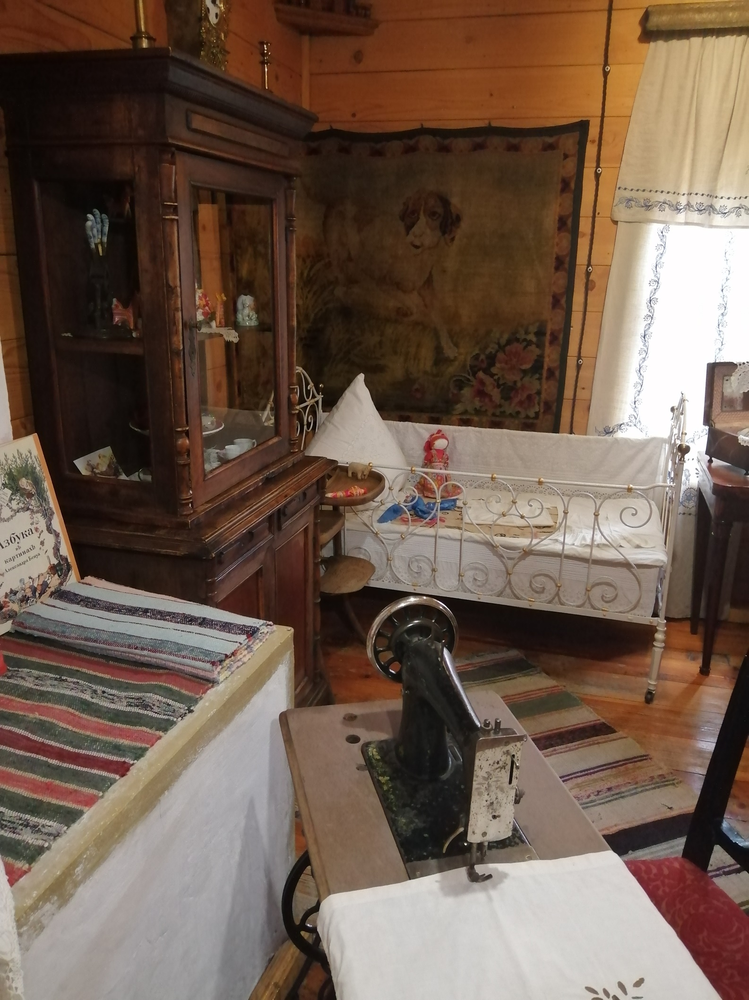 Азбука
въ
картинахъ
Александра Бенуа